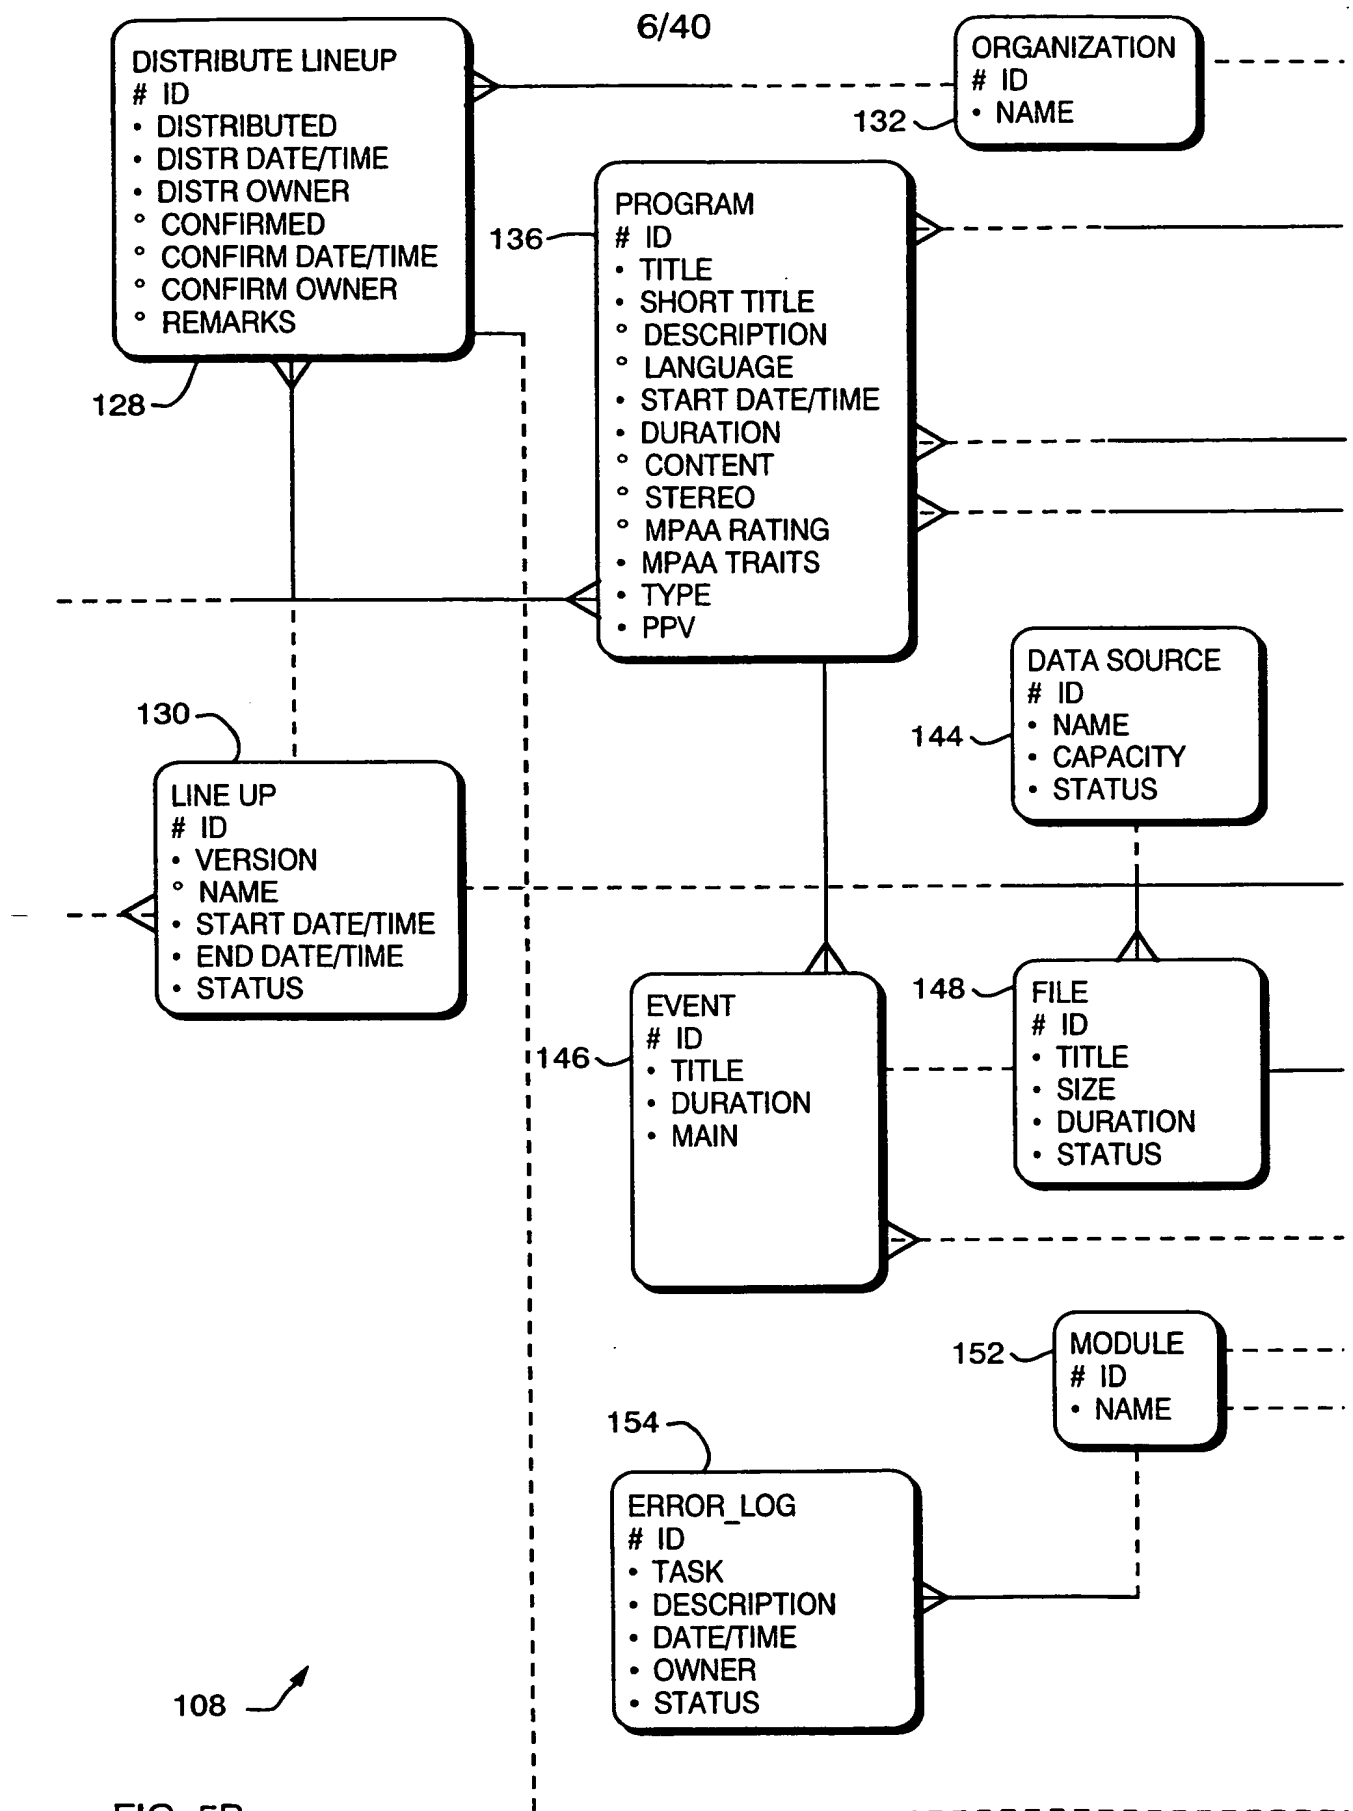 6/40
DISTRIBUTE LINEUP
# ID
• DISTRIBUTED
• DISTR DATE/TIME
• DISTR OWNER
° CONFIRMED
° CONFIRM DATE/TIME
° CONFIRM OWNER
° REMARKS
128
ORGANIZATION
# ID
• NAME
132
PROGRAM
# ID
• TITLE
• SHORT TITLE
° DESCRIPTION
° LANGUAGE
• START DATE/TIME
• DURATION
° CONTENT
° STEREO
° MPAA RATING
• MPAA TRAITS
• TYPE
• PPV
136
130
LINE UP
# ID
• VERSION
° NAME
• START DATE/TIME
• END DATE/TIME
• STATUS
DATA SOURCE
# ID
• NAME
• CAPACITY
• STATUS
144
EVENT
# ID
• TITLE
• DURATION
• MAIN
146
148
FILE
# ID
• TITLE
• SIZE
• DURATION
• STATUS
152
MODULE
# ID
• NAME
154
ERROR_LOG
# ID
• TASK
• DESCRIPTION
• DATE/TIME
• OWNER
• STATUS
108